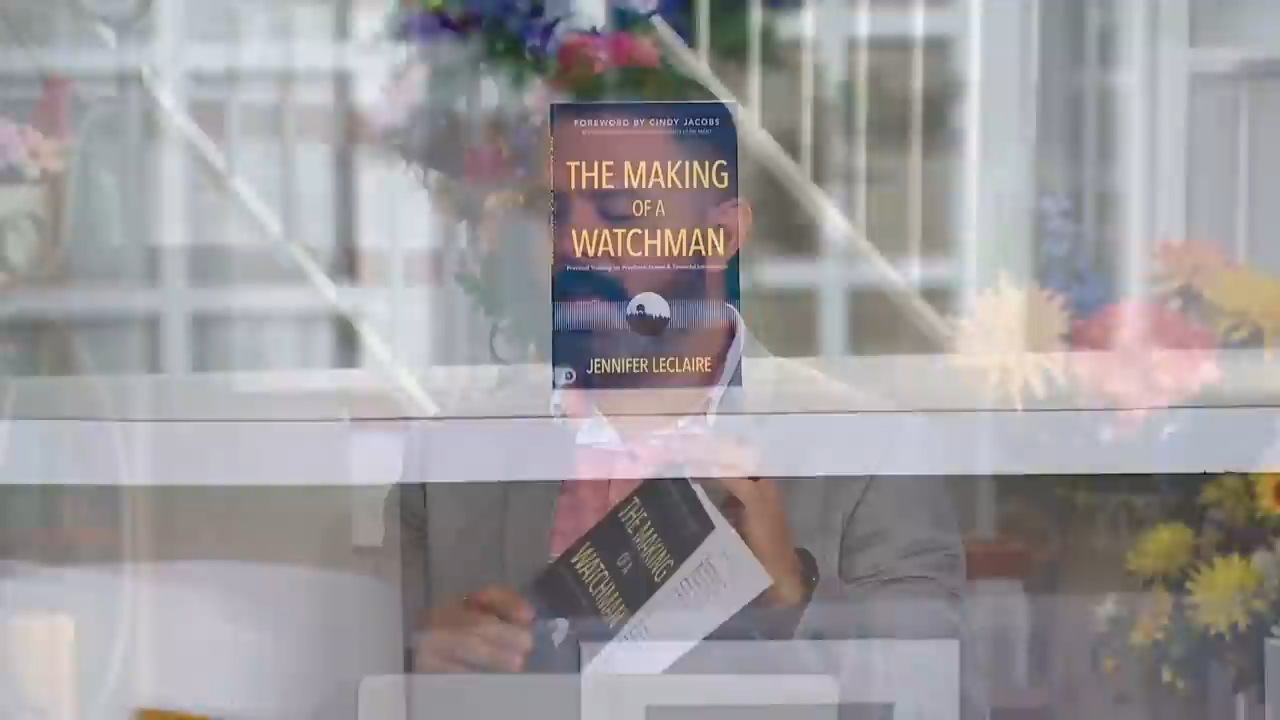 FOREWORD BY CINDY JACOBS
THE MAKING
OF A
WATCHMAN
JENNIFER LECLAIRE
THE MAKING
OF A
WATCHMAN